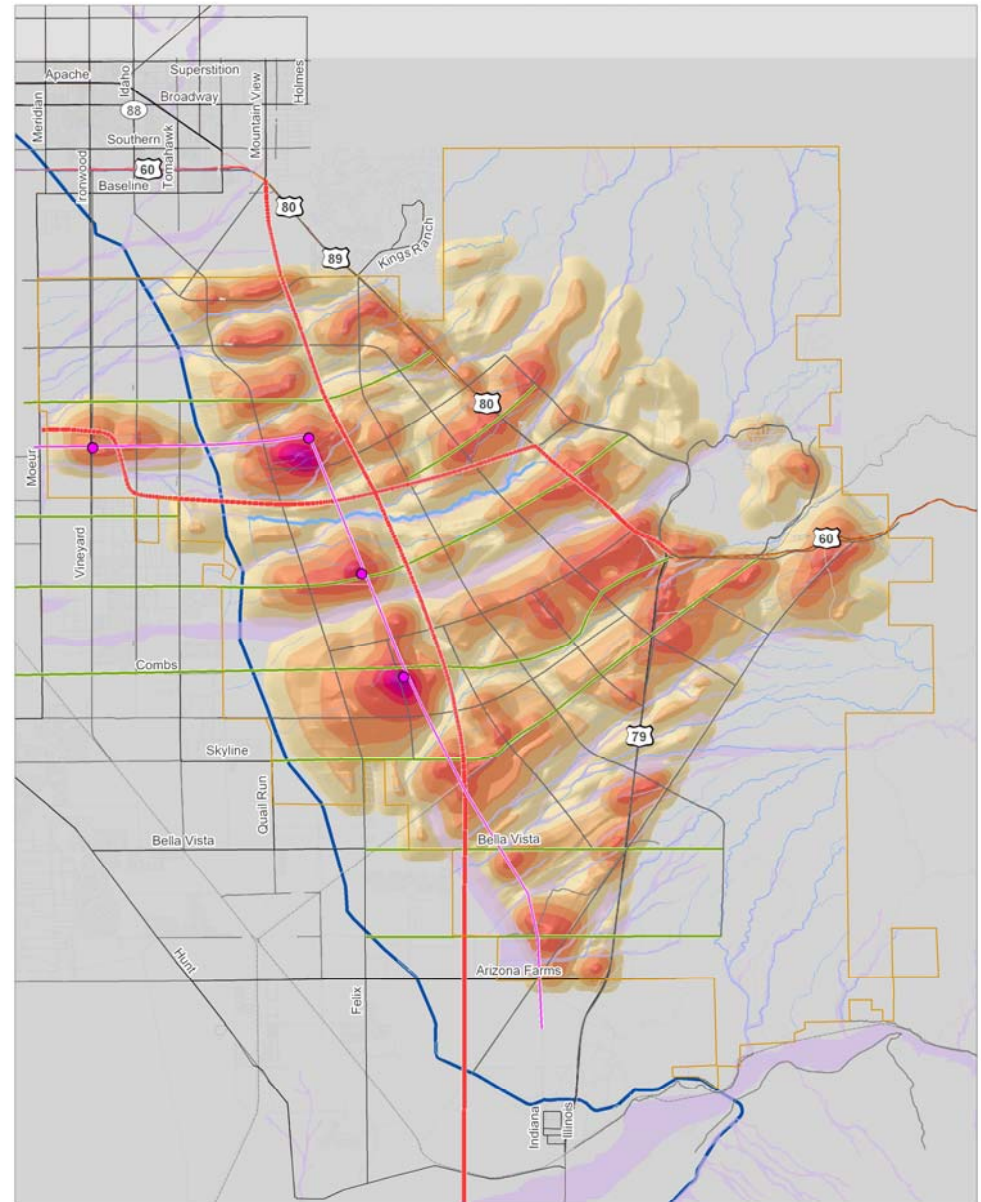 Apache
Superstition
Idaho
Broadway
Meridian
88
Mountain View
Holmes
Southern
Tomahawk
60
Ironwood
Baseline
80
89
Kings Ranch
80
Moeur
Vineyard
60
Combs
79
Skyline
Quail Run
Bella Vista
Bella Vista
Hunt
Arizona Farms
Felix
Indiana
Illinois